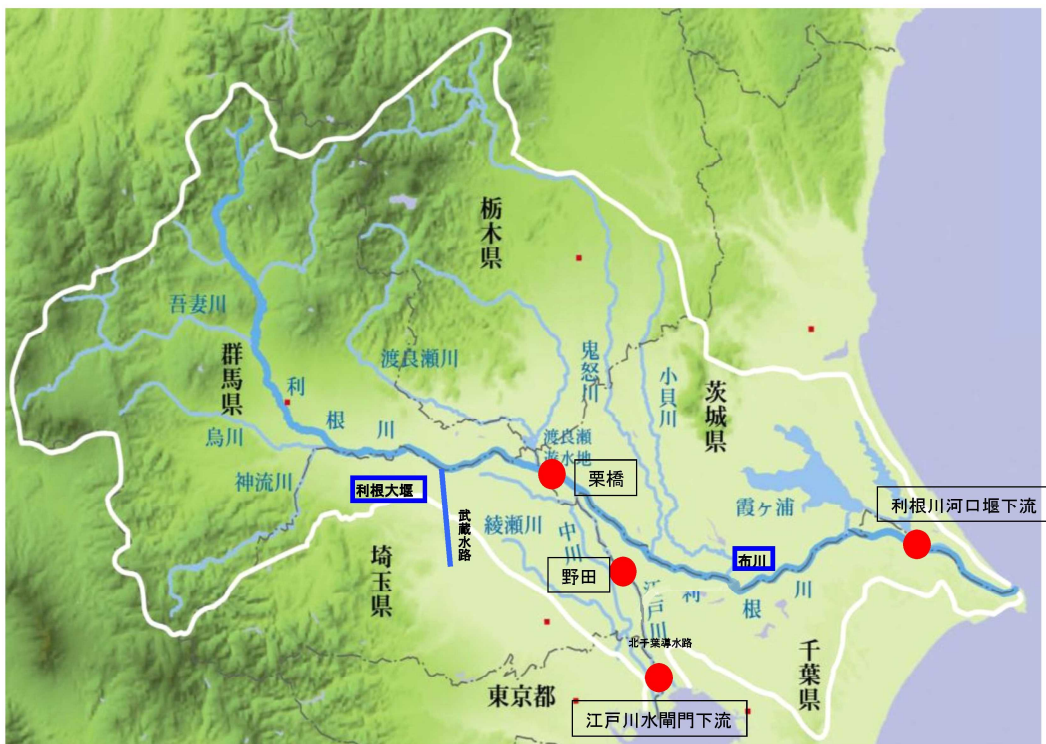 栃木県
吾妻川
群馬県
渡良瀬川
鬼怒川
小貝川
茨城県
利根川
烏川
渡良瀬
遊水地
神流川
利根大堰
栗橋
武蔵水路
綾瀬川
中川
霞ヶ浦
利根川河口堰下流
埼玉県
野田
布川
江戸川
利根川
北千葉導水路
千葉県
東京都
江戸川水閘門下流